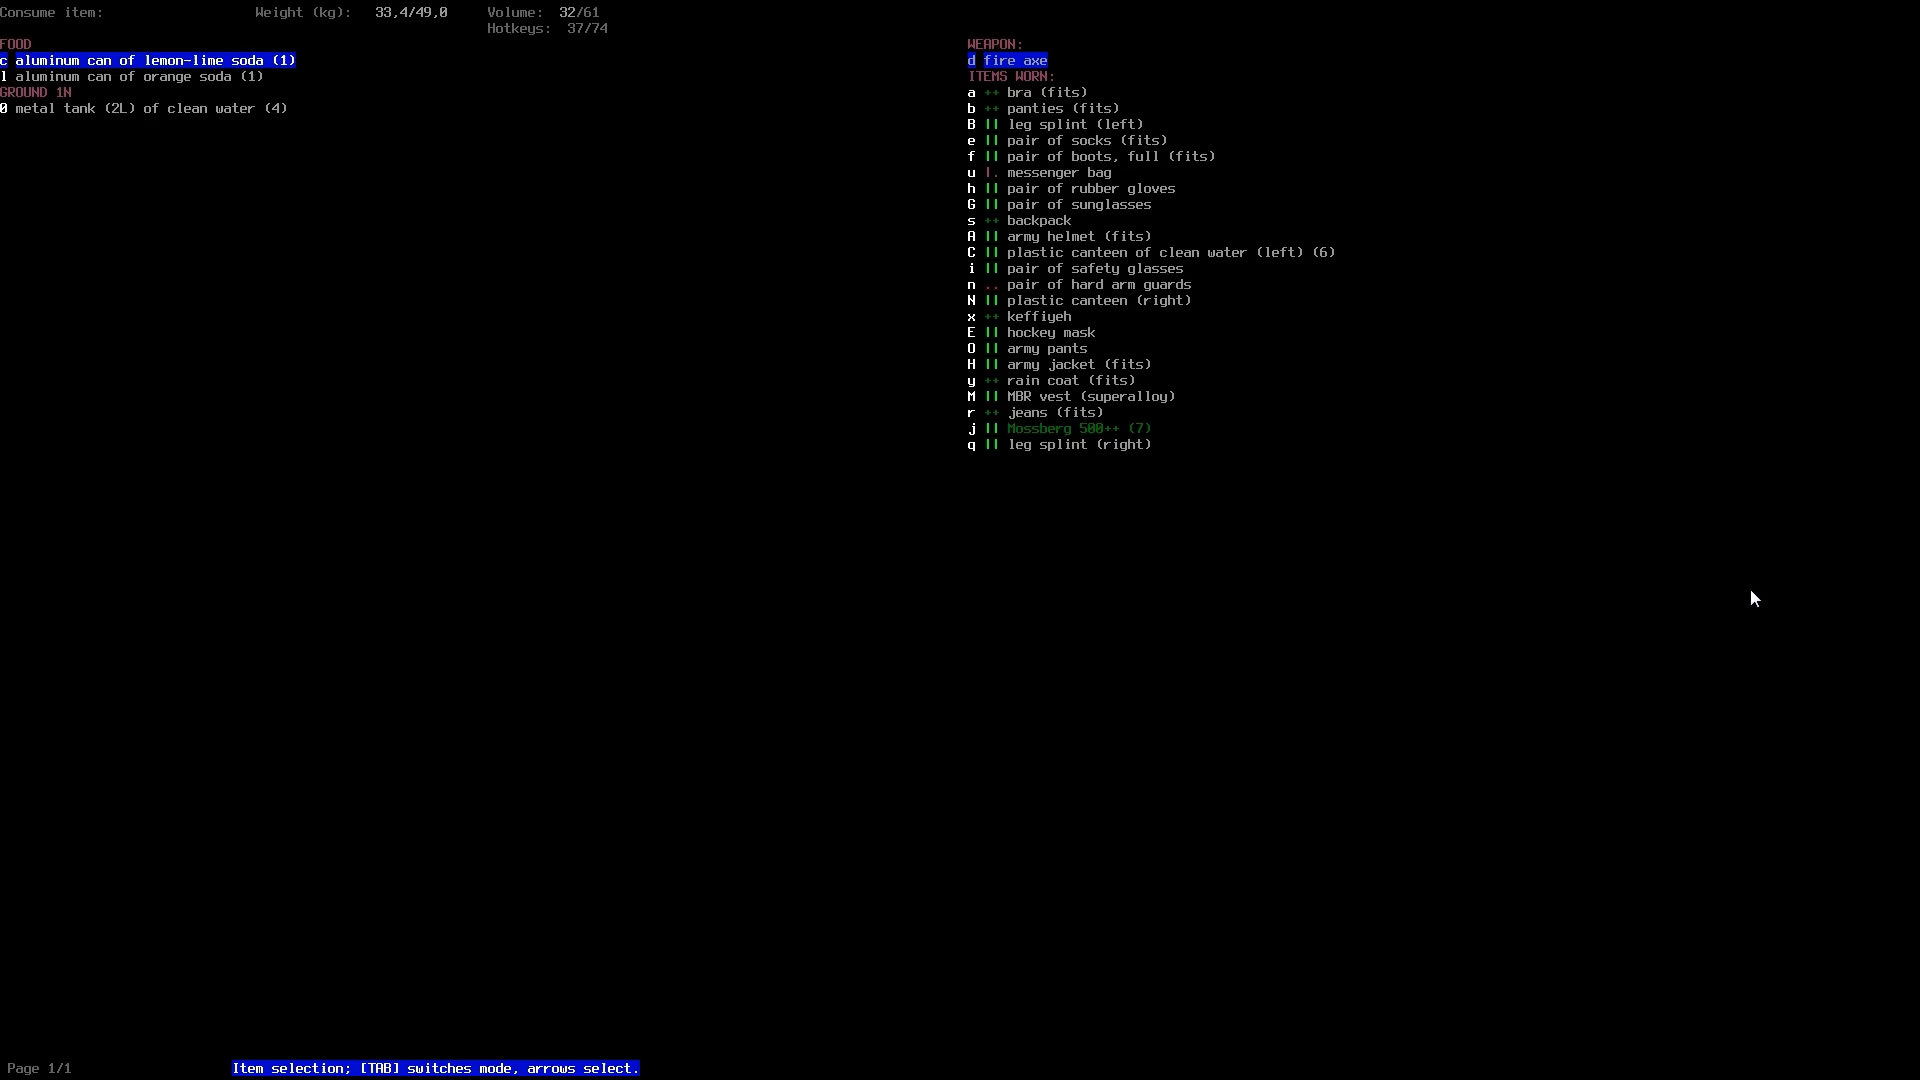 Consume item: Weight (kg): 33,4/49,0 Volume: 32/61
Hotkeys: 37/74
FOOD
c aluminum can of lemon-lime soda (1)
l aluminum can of orange soda (1)
GROUND 1N
0 metal tank (2L) of clean water (4)
WEAPON:
d fire axe
ITEMS WORN:
a ++ bra (fits)
b ++ panties (fits)
B || leg splint (left)
e || pair of socks (fits)
f || pair of boots, full (fits)
u |. messenger bag
h || pair of rubber gloves
G || pair of sunglasses
s ++ backpack
A || army helmet (fits)
C || plastic canteen of clean water (left) (6)
i || pair of safety glasses
n .. pair of hard arm guards
N || plastic canteen (right)
x ++ keffiyeh
E || hockey mask
O || army pants
H || army jacket (fits)
y ++ rain coat (fits)
M || MBR vest (superalloy)
r ++ jeans (fits)
j || Mossberg 500++ (7)
q || leg splint (right)
Page 1/1 Item selection; [TAB] switches mode, arrows select.